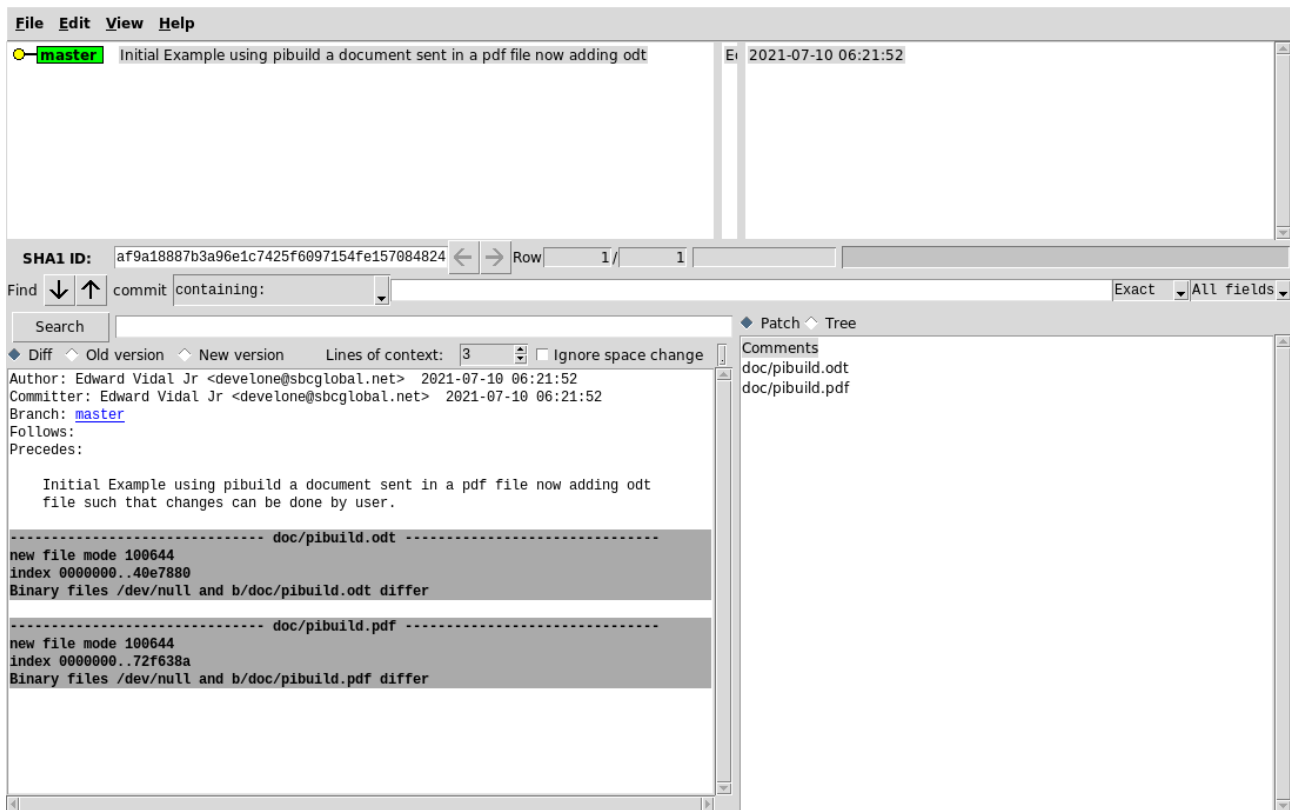 File Edit View Help
master Initial Example using pibuild a document sent in a pdf file now adding odt 2021-07-10 06:21:52
SHA1 ID: af9a18887b3a96e1c7425f6097154fe157084824 Row 1/ 1
Find commit containing: Exact All fields
Search
Patch Tree
Diff Old version New version Lines of context: 3 Ignore space change
Author: Edward Vidal Jr <develone@sbcglobal.net> 2021-07-10 06:21:52
Committer: Edward Vidal Jr <develone@sbcglobal.net> 2021-07-10 06:21:52
Branch: master
Follows:
Precedes:
Initial Example using pibuild a document sent in a pdf file now adding odt
file such that changes can be done by user.
------------------------------ doc/pibuild.odt ------------------------------
new file mode 100644
index 0000000..40e7880
Binary files /dev/null and b/doc/pibuild.odt differ
------------------------------ doc/pibuild.pdf ------------------------------
new file mode 100644
index 0000000..72f638a
Binary files /dev/null and b/doc/pibuild.pdf differ
Comments
doc/pibuild.odt
doc/pibuild.pdf